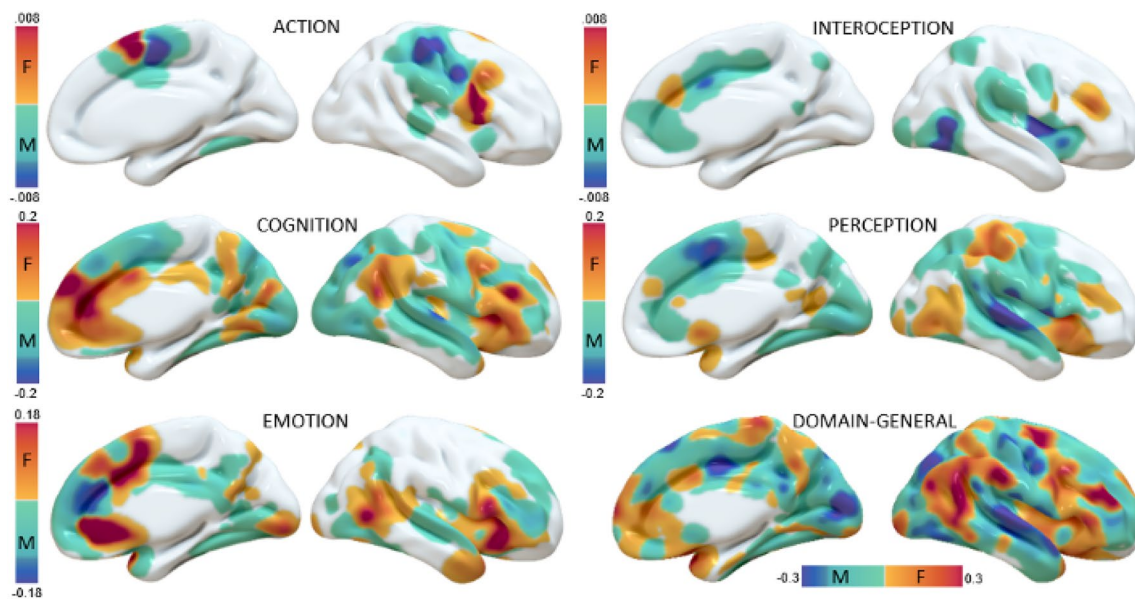 .008
ACTION
F
M
-.008
.008
INTEROCEPTION
F
M
-.008
0.2
COGNITION
F
M
-0.2
0.2
PERCEPTION
F
M
-0.2
0.18
EMOTION
F
M
-0.18
DOMAIN-GENERAL
-0.3 M F 0.3